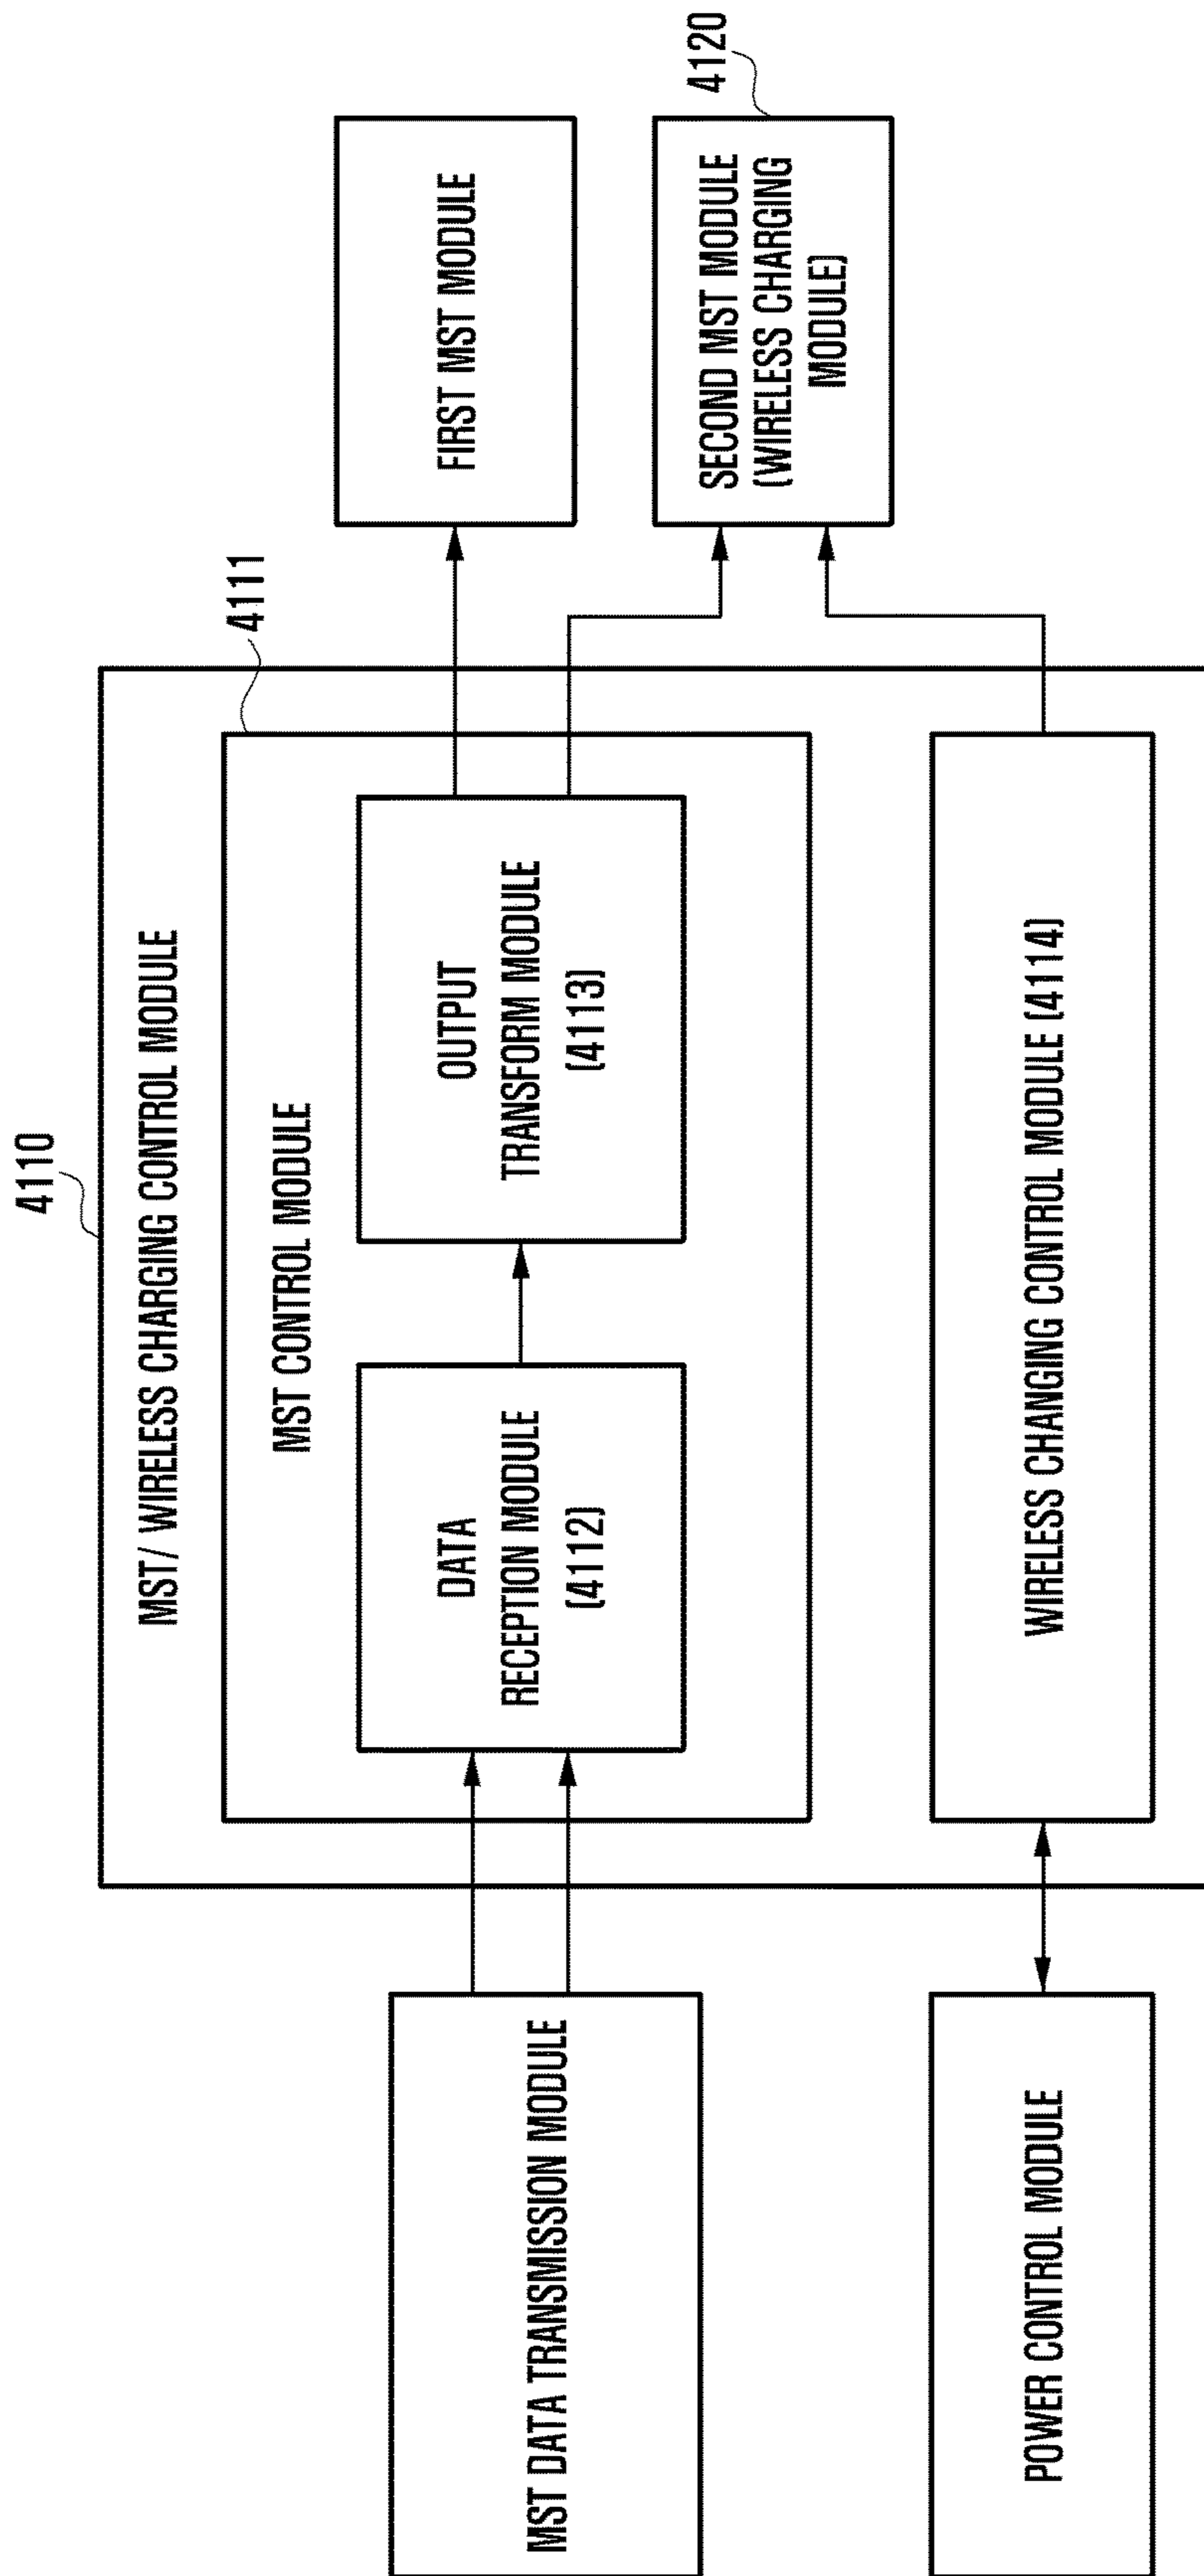 4110
MST/ WIRELESS CHARGING CONTROL MODULE
4111
MST CONTROL MODULE
MST DATA TRANSMISSION MODULE
DATA
RECEPTION MODULE
(4112)
OUTPUT
TRANSFORM MODULE
(4113)
FIRST MST MODULE
4120
SECOND MST MODULE
(WIRELESS CHARGING
MODULE)
POWER CONTROL MODULE
WIRELESS CHANGING CONTROL MODULE (4114)